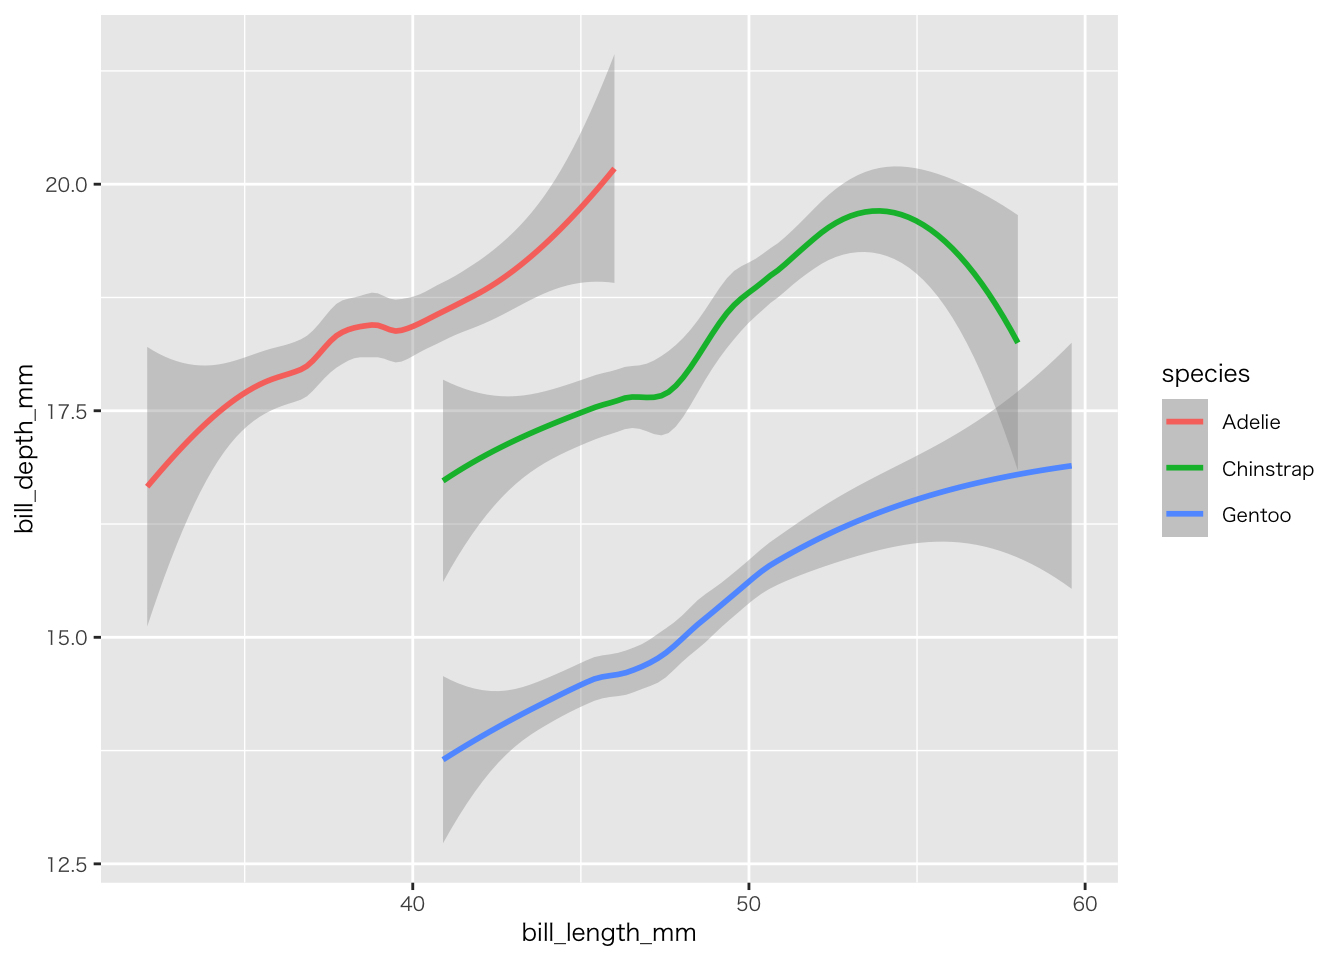 bill_depth_mm
20.0
17.5
15.0
12.5
40
50
60
bill_length_mm
species
Adelie
Chinstrap
Gentoo